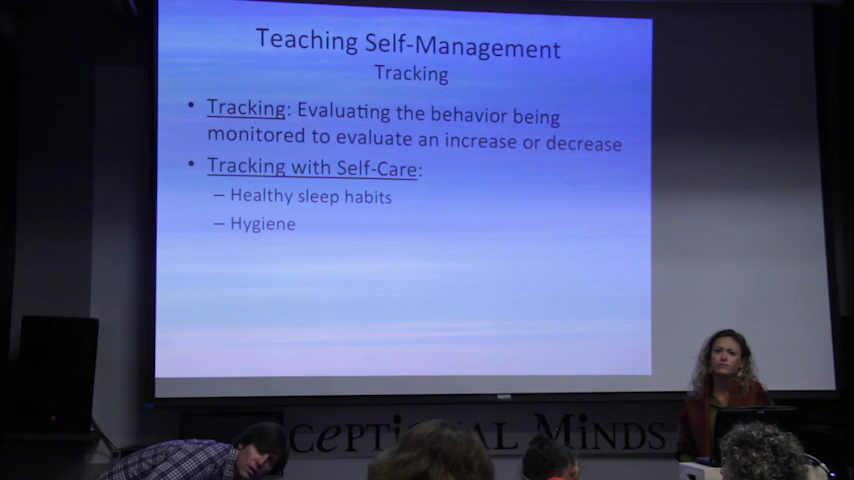 Teaching Self-Management
Tracking
• Tracking: Evaluating the behavior being
monitored to evaluate an increase or decrease
• Tracking with Self-Care:
– Healthy sleep habits
– Hygiene
Minds